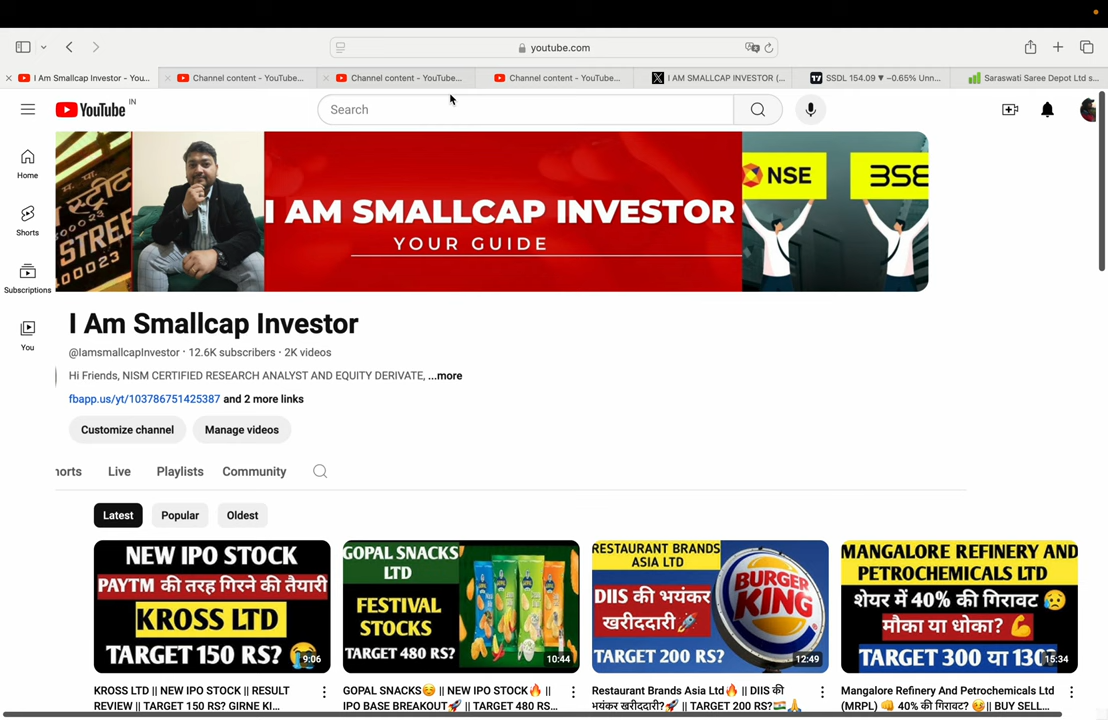 youtube.com
I Am Smallcap Investor - You...
Channel content - YouTube...
Channel content - YouTube...
Channel content - YouTube...
I AM SMALLCAP INVESTOR (...
SSDL 154.09 ▼ −0.65% Unn...
Saraswati Saree Depot Ltd s...
YouTube IN
Search
Home
Shorts
Subscriptions
You
स्ट्रीट
STREE
00023
I AM SMALLCAP INVESTOR
YOUR GUIDE
NSE
BSE
I Am Smallcap Investor
@IamsmallcapInvestor · 12.6K subscribers · 2K videos
Hi Friends, NISM CERTIFIED RESEARCH ANALYST AND EQUITY DERIVATE, ...more
fbapp.us/yt/103786751425387 and 2 more links
Customize channel
Manage videos
horts
Live
Playlists
Community
Latest
Popular
Oldest
NEW IPO STOCK
PAYTM की तरह गिरने की तैयारी
KROSS LTD
TARGET 150 RS?
9:06
GOPAL SNACKS
LTD
FESTIVAL
STOCKS
TARGET 480 RS?
10:44
RESTAURANT BRANDS
ASIA LTD
DIIS की भयंकर
खरीददारी🚀
TARGET 200 RS?
BURGER
KING
12:49
MANGALORE REFINERY AND
PETROCHEMICALS LTD
शेयर में 40% की गिरावट 😥
मौका या धोका? 💪
TARGET 300 या 130
15:34
KROSS LTD || NEW IPO STOCK || RESULT
REVIEW || TARGET 150 RS? GIRNE KI...
GOPAL SNACKS😋 || NEW IPO STOCK🔥 ||
IPO BASE BREAKOUT🚀 || TARGET 480 RS...
Restaurant Brands Asia Ltd🔥 || DIIS की
भयंकर खरीददारी?🚀 || TARGET 200 RS?🇮🇳🙏
Mangalore Refinery And Petrochemicals Ltd
(MRPL) 👊 40% की गिरावट? 🥺|| BUY SELL...